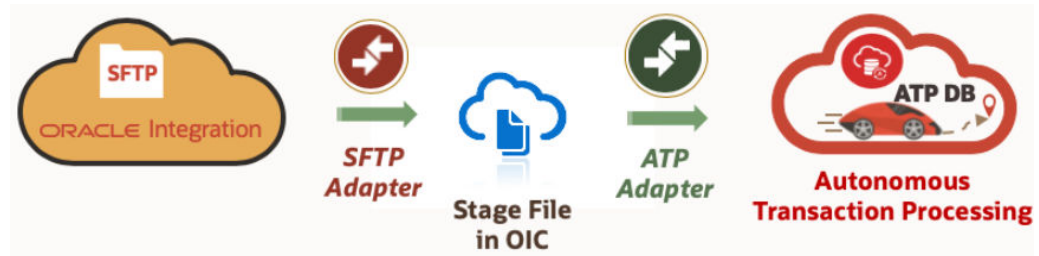 SFTP
ORACLE Integration
SFTP
Adapter
Stage File
in OIC
ATP
Adapter
ATP DB
Autonomous
Transaction Processing